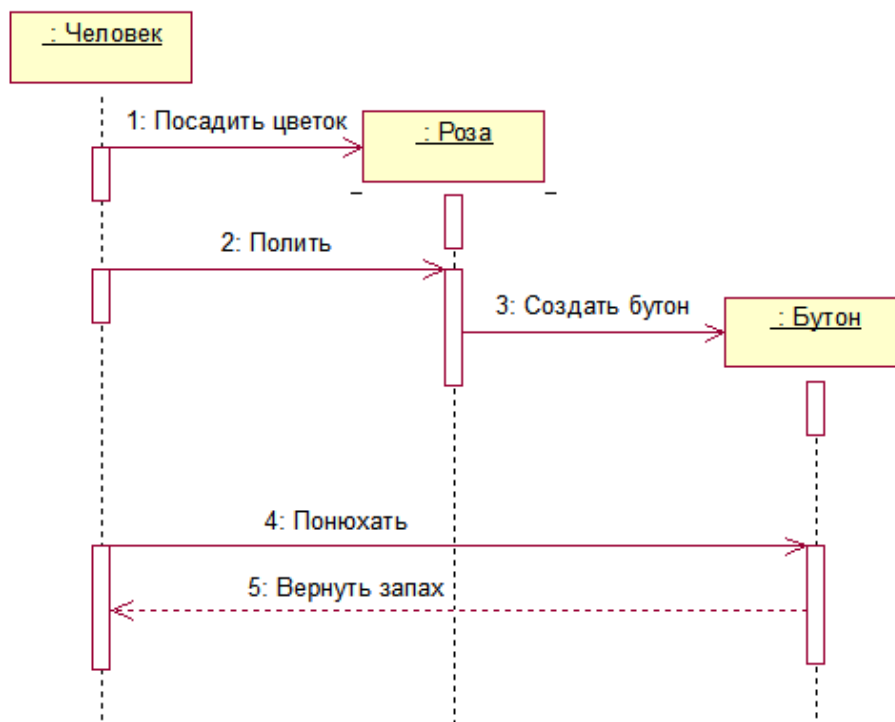 : Человек
1: Посадить цветок
: Роза
2: Полить
3: Создать бутон
: Бутон
4: Понюхать
5: Вернуть запах